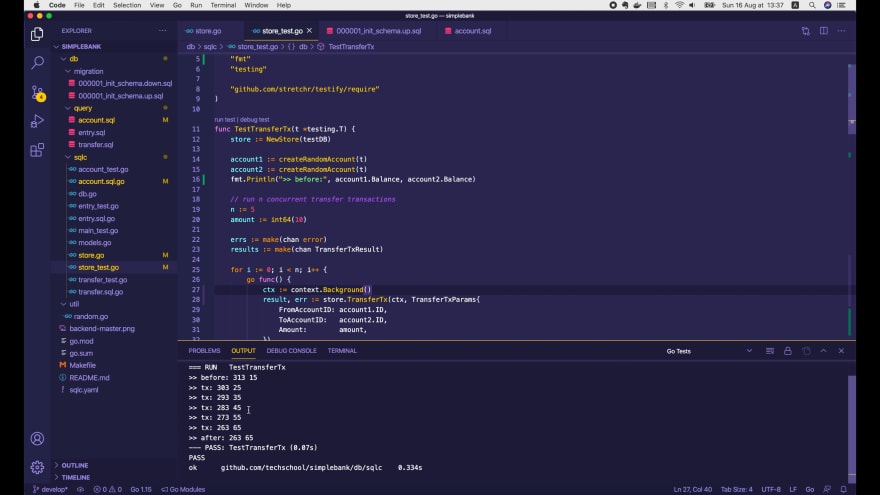 Code File Edit Selection View Go Run Terminal Window Help Sun 16 Aug at 13:37
store_test.go — simplebank
EXPLORER
SIMPLEBANK
db
migration
000001_init_schema.down.sql
000001_init_schema.up.sql
query
account.sql M
entry.sql
transfer.sql
sqlc
account_test.go
account.sql.go M
db.go
entry_test.go
entry.sql.go
main_test.go
models.go
store.go M
store_test.go M
transfer_test.go
transfer.sql.go
util
random.go
backend-master.png
go.mod
go.sum
Makefile
README.md
sqlc.yaml
OUTLINE
TIMELINE
store.go store_test.go 000001_init_schema.up.sql account.sql
db > sqlc > store_test.go > {} db > TestTransferTx
5 "fmt"
6 "testing"
7
8 "github.com/stretchr/testify/require"
9 )
10
run test | debug test
11 func TestTransferTx(t *testing.T) {
12 store := NewStore(testDB)
13
14 account1 := createRandomAccount(t)
15 account2 := createRandomAccount(t)
16 fmt.Println(">> before:", account1.Balance, account2.Balance)
17
18 // run n concurrent transfer transactions
19 n := 5
20 amount := int64(10)
21
22 errs := make(chan error)
23 results := make(chan TransferTxResult)
24
25 for i := 0; i < n; i++ {
26 go func() {
27 ctx := context.Background()
28 result, err := store.TransferTx(ctx, TransferTxParams{
29 FromAccountID: account1.ID,
30 ToAccountID: account2.ID,
31 Amount: amount,
32 })
PROBLEMS OUTPUT DEBUG CONSOLE TERMINAL Go Tests
=== RUN TestTransferTx
>> before: 313 15
>> tx: 303 25
>> tx: 293 35
>> tx: 283 45
>> tx: 273 55
>> tx: 263 65
>> after: 263 65
--- PASS: TestTransferTx (0.07s)
PASS
ok github.com/techschool/simplebank/db/sqlc 0.334s
develop* 0 0 Go 1.15 Go Modules Ln 27, Col 40 Tab Size: 4 UTF-8 LF Go